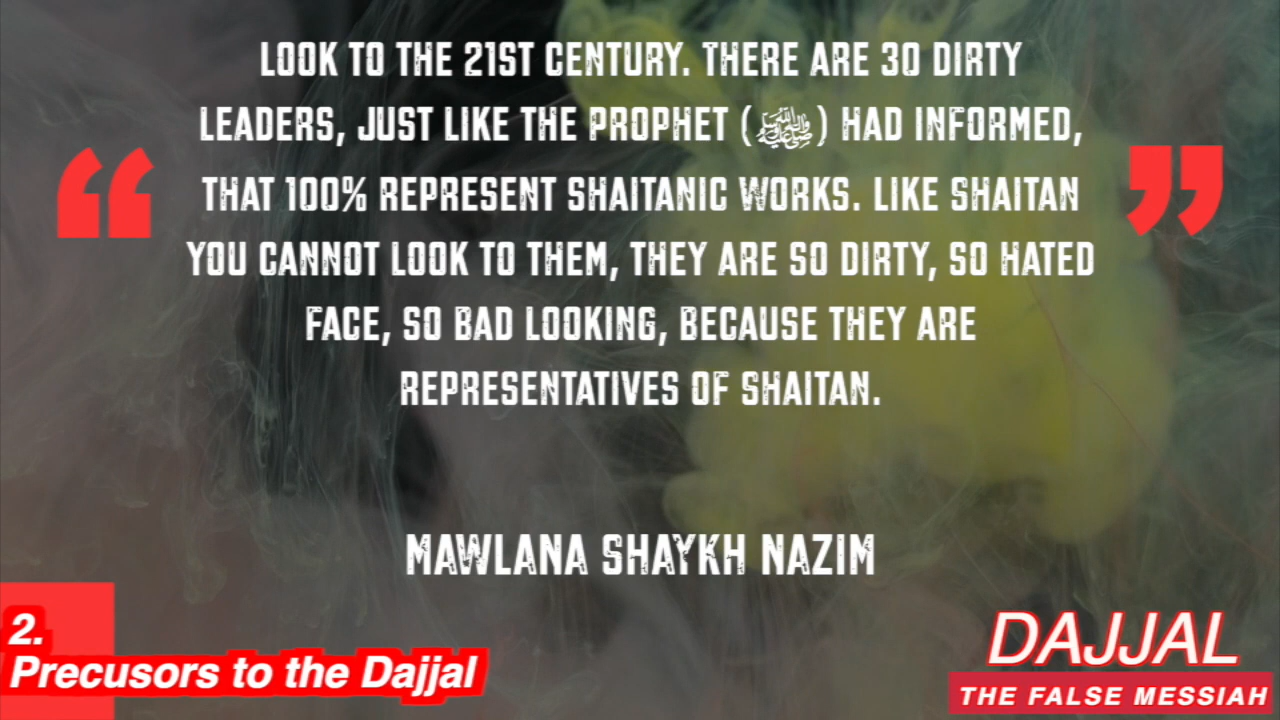 LOOK TO THE 21ST CENTURY. THERE ARE 30 DIRTY
LEADERS, JUST LIKE THE PROPHET (ﷺ) HAD INFORMED,
“ THAT 100% REPRESENT SHAITANIC WORKS. LIKE SHAITAN ”
YOU CANNOT LOOK TO THEM, THEY ARE SO DIRTY, SO HATED
FACE, SO BAD LOOKING, BECAUSE THEY ARE
REPRESENTATIVES OF SHAITAN.
MAWLANA SHAYKH NAZIM
2.
Precusors to the Dajjal
DAJJAL
THE FALSE MESSIAH